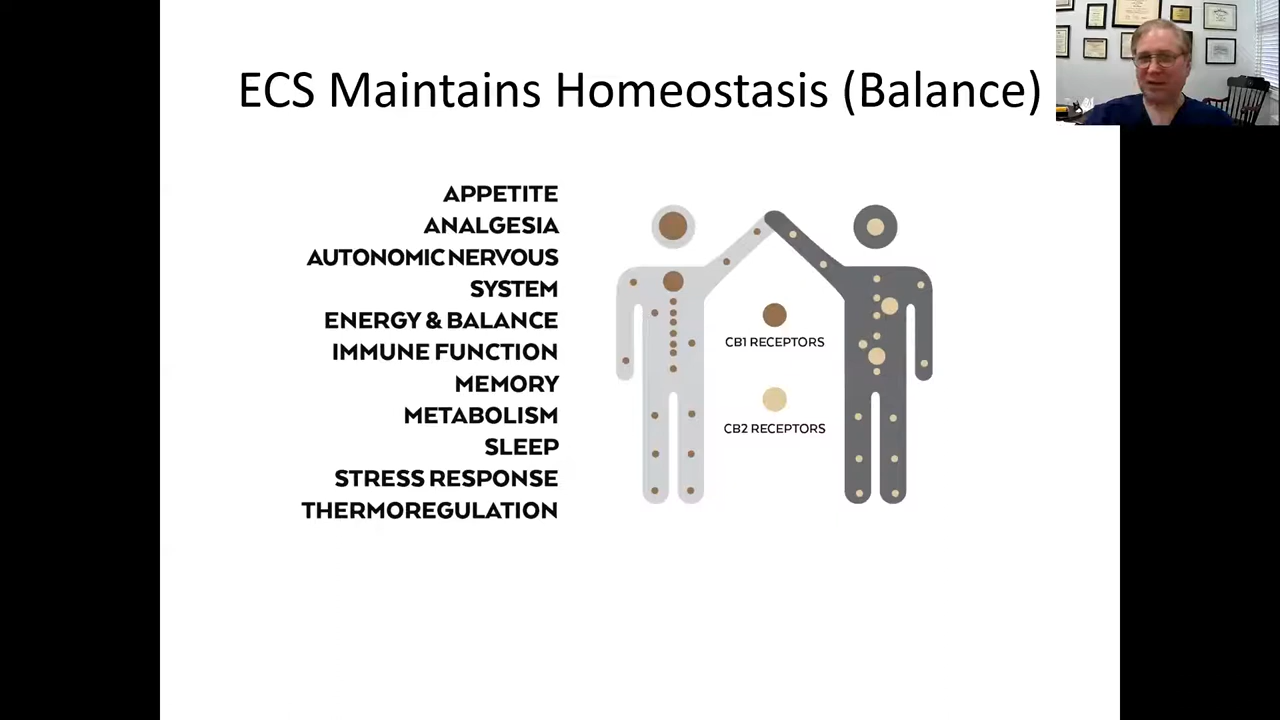 ECS Maintains Homeostasis (Balance)
APPETITE
ANALGESIA
AUTONOMIC NERVOUS
SYSTEM
ENERGY & BALANCE
IMMUNE FUNCTION
MEMORY
METABOLISM
SLEEP
STRESS RESPONSE
THERMOREGULATION
CB1 RECEPTORS
CB2 RECEPTORS